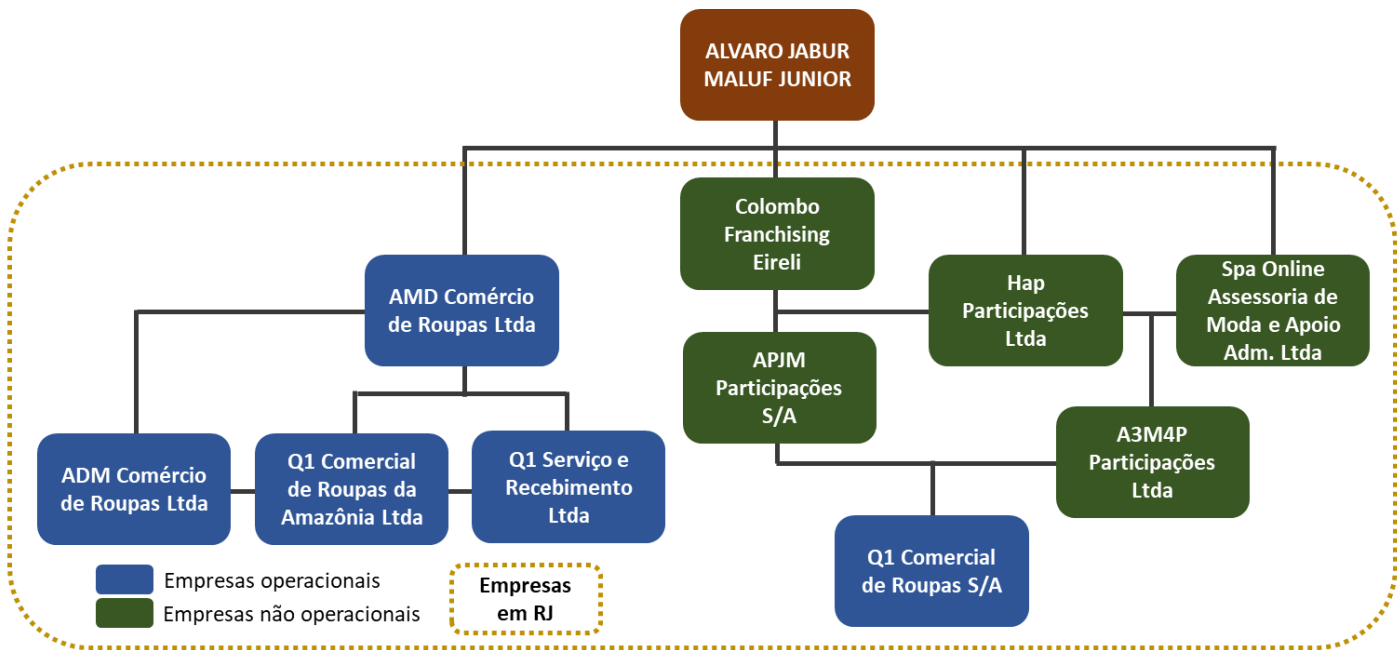 ALVARO JABUR
MALUF JUNIOR
Colombo
Franchising
Eireli
AMD Comércio
de Roupas Ltda
Hap
Participações
Ltda
Spa Online
Assessoria de
Moda e Apoio
Adm. Ltda
APJM
Participações
S/A
ADM Comércio
de Roupas Ltda
Q1 Comercial
de Roupas da
Amazônia Ltda
Q1 Serviço e
Recebimento
Ltda
A3M4P
Participações
Ltda
Q1 Comercial
de Roupas S/A
Empresas operacionais
Empresas não operacionais
Empresas
em RJ